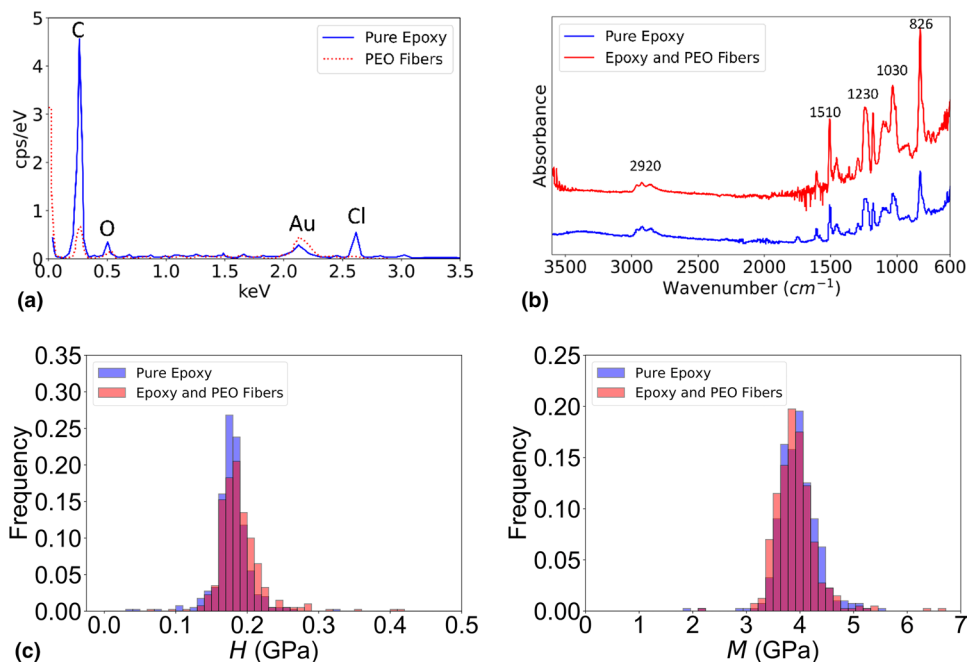 5
4
3
2
1
0
cps/eV
C
O
Au
Cl
Pure Epoxy
PEO Fibers
0.0 0.5 1.0 1.5 2.0 2.5 3.0 3.5
keV
(a)
Pure Epoxy
Epoxy and PEO Fibers
826
1030
1230
1510
2920
Absorbance
3500 3000 2500 2000 1500 1000 600
Wavenumber (cm⁻¹)
(b)
0.35
0.30
0.25
0.20
0.15
0.10
0.05
0.00
Frequency
Pure Epoxy
Epoxy and PEO Fibers
0.0 0.1 0.2 0.3 0.4 0.5
H (GPa)
(c)
0.25
0.20
0.15
0.10
0.05
0.00
Frequency
Pure Epoxy
Epoxy and PEO Fibers
0 1 2 3 4 5 6 7
M (GPa)